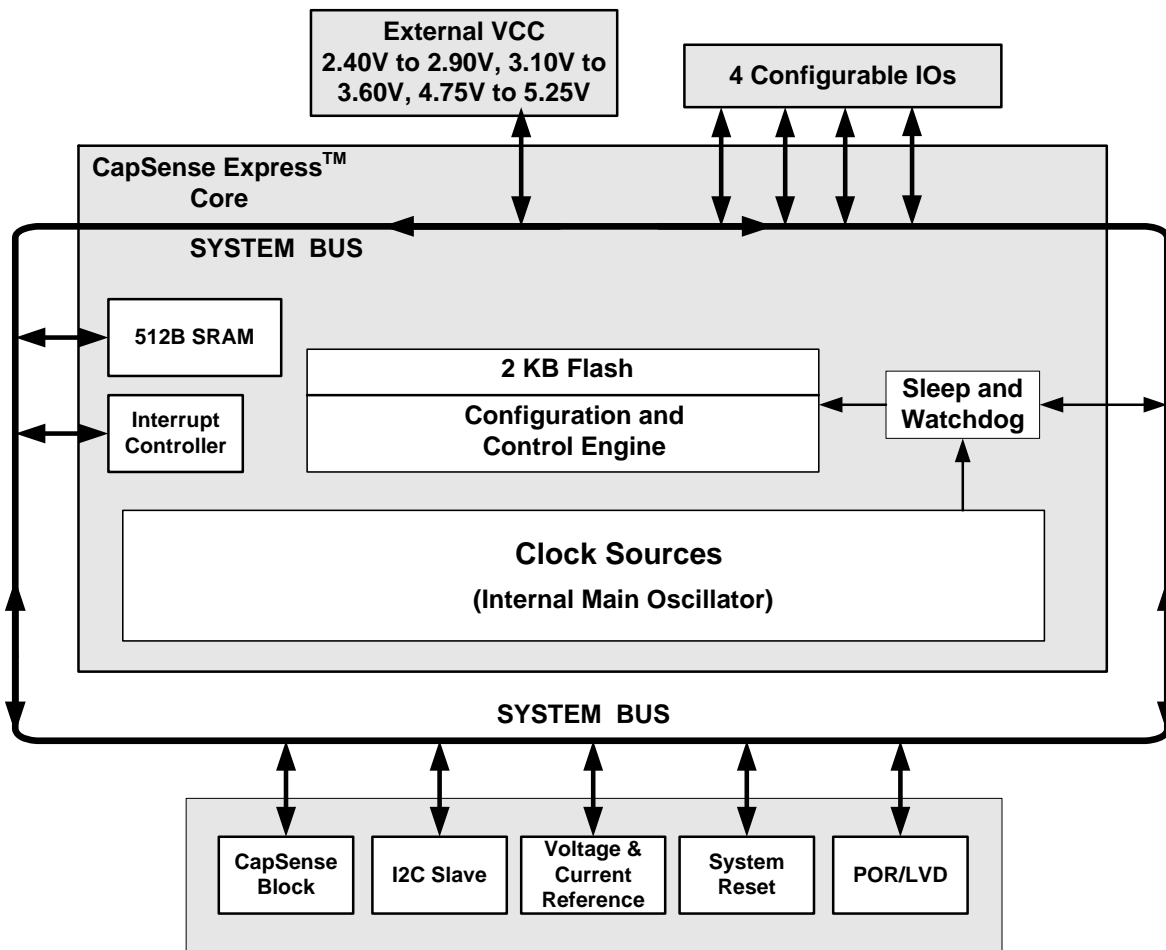 External VCC
2.40V to 2.90V, 3.10V to
3.60V, 4.75V to 5.25V
4 Configurable IOs
CapSense Express™
Core
SYSTEM BUS
512B SRAM
2 KB Flash
Configuration and
Control Engine
Sleep and
Watchdog
Interrupt
Controller
Clock Sources
(Internal Main Oscillator)
SYSTEM BUS
CapSense
Block
I2C Slave
Voltage &
Current
Reference
System
Reset
POR/LVD